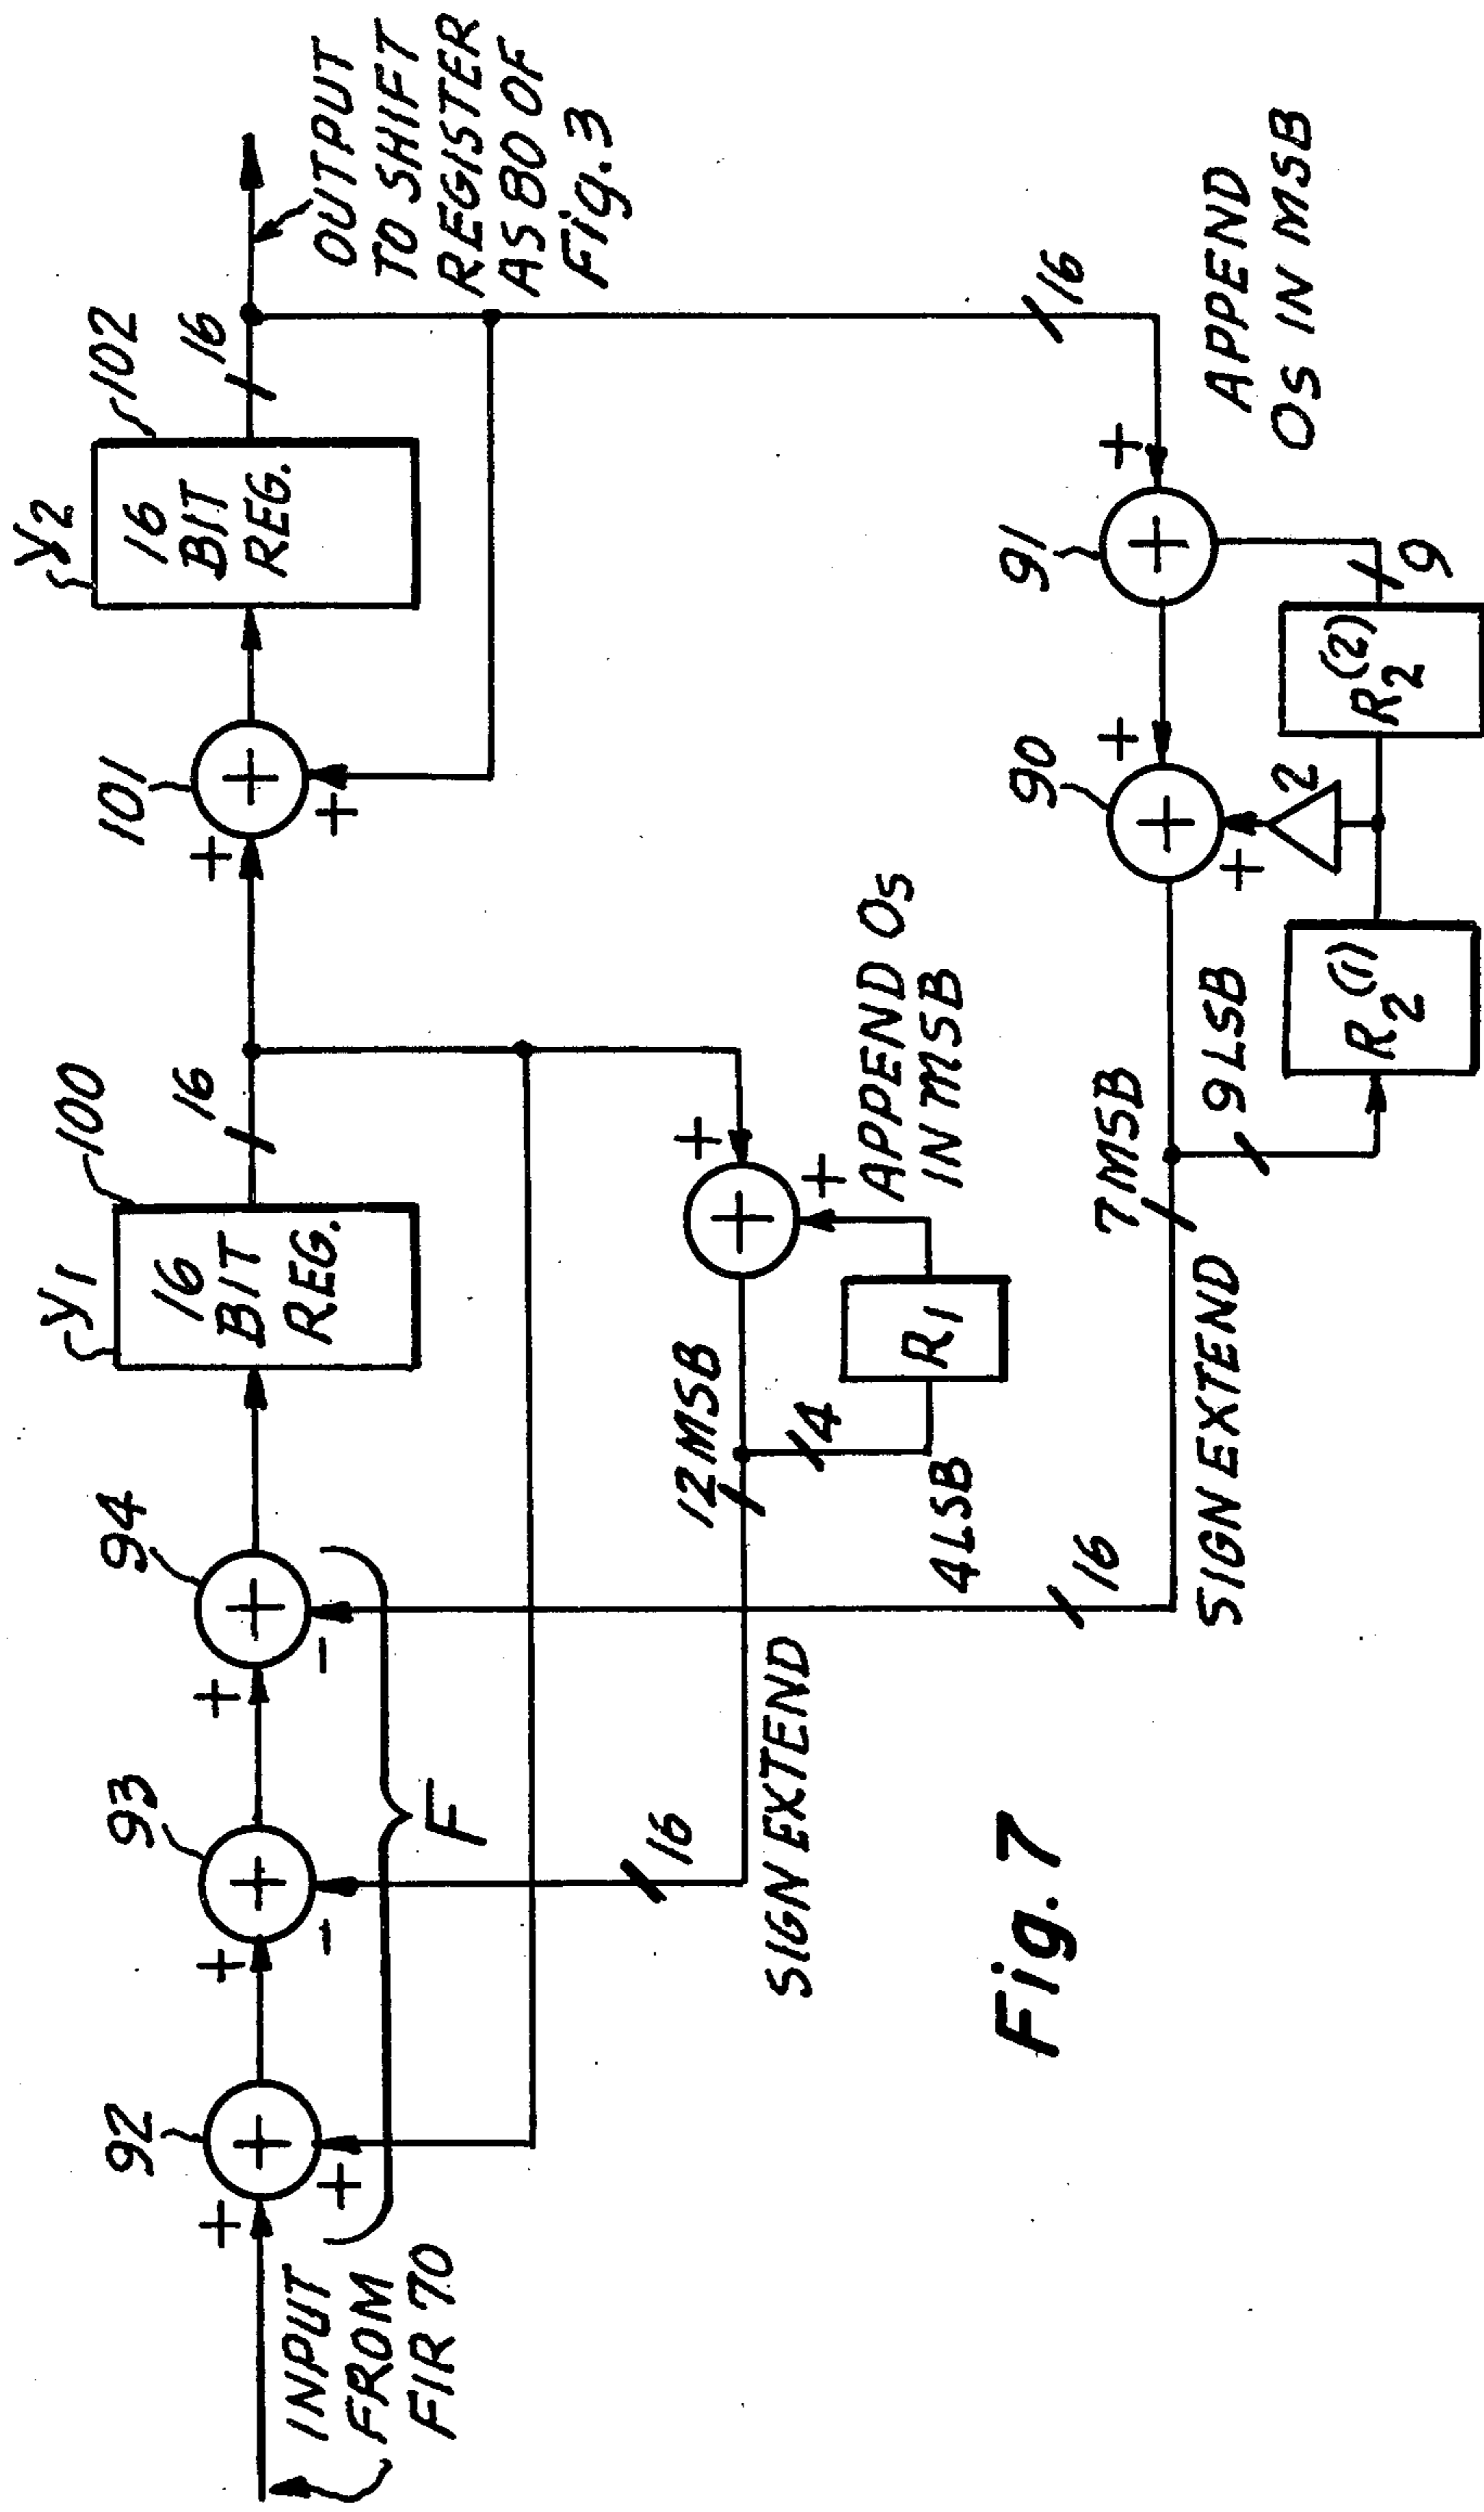 INPUT
FROM
FIR 70
92
+
+
93
+
-
94
+
-
F
Y1
16
BIT
REG.
100
16
101
+
+
Y2
16
BIT
REG.
102
16
OUTPUT
TO SHIFT
REGISTER
AS 80 OF
Fig. 3
16
SIGN EXTEND
12 MSB
4
4LSB
R1
+
+
APPEND 0s
IN MSB
16
SIGN EXTEND
7 MSB
9 LSB
R2(1)
90
+
+
2
R2(2)
9
91
+
16
APPEND
0s IN MSB
Fig. 7